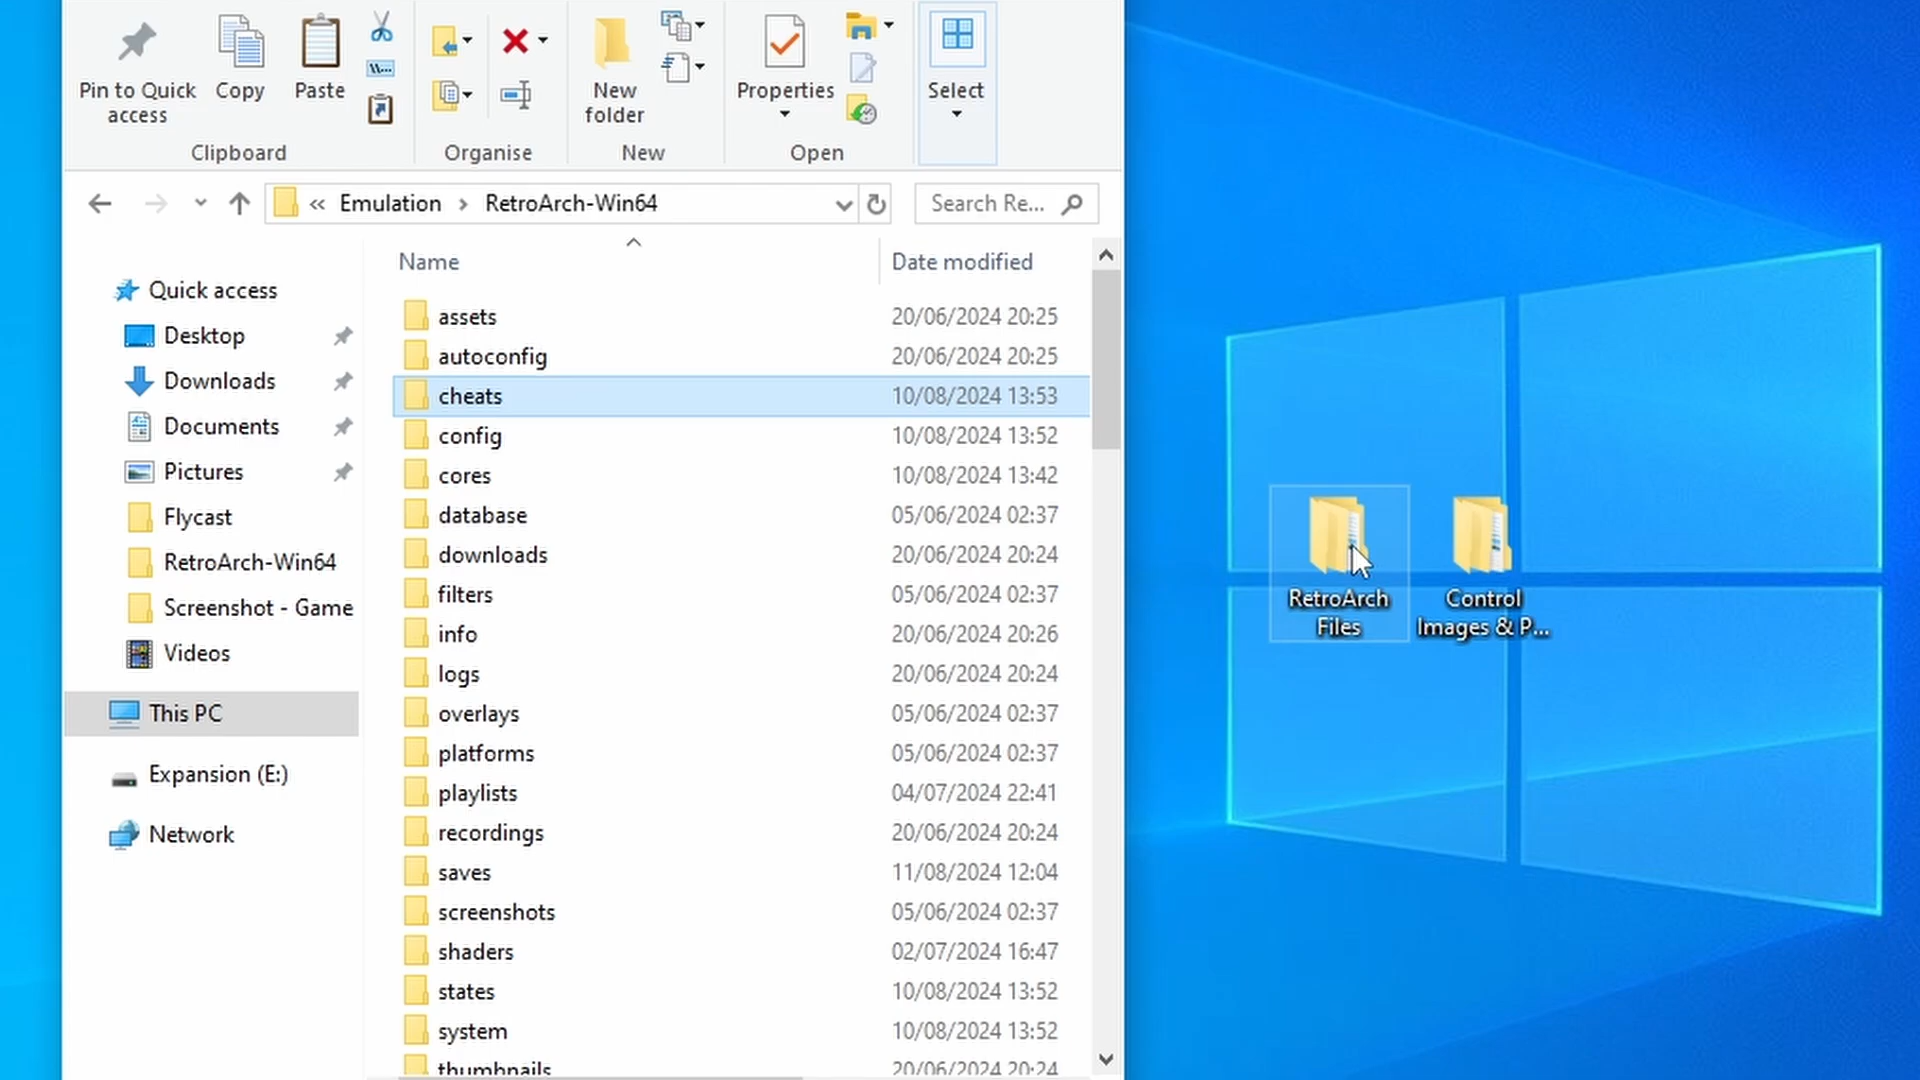 Pin to Quick
access
Copy
Paste
New
folder
Properties
Select
Clipboard
Organise
New
Open
« Emulation › RetroArch-Win64
Search Re...
Name
Date modified
Quick access
Desktop
Downloads
Documents
Pictures
Flycast
RetroArch-Win64
Screenshot - Game
Videos
This PC
Expansion (E:)
Network
assets 20/06/2024 20:25
autoconfig 20/06/2024 20:25
cheats 10/08/2024 13:53
config 10/08/2024 13:52
cores 10/08/2024 13:42
database 05/06/2024 02:37
downloads 20/06/2024 20:24
filters 05/06/2024 02:37
info 20/06/2024 20:26
logs 20/06/2024 20:24
overlays 05/06/2024 02:37
platforms 05/06/2024 02:37
playlists 04/07/2024 22:41
recordings 20/06/2024 20:24
saves 11/08/2024 12:04
screenshots 05/06/2024 02:37
shaders 02/07/2024 16:47
states 10/08/2024 13:52
system 10/08/2024 13:52
thumbnails 20/06/2024 20:24
RetroArch
Files
Control
Images & P...